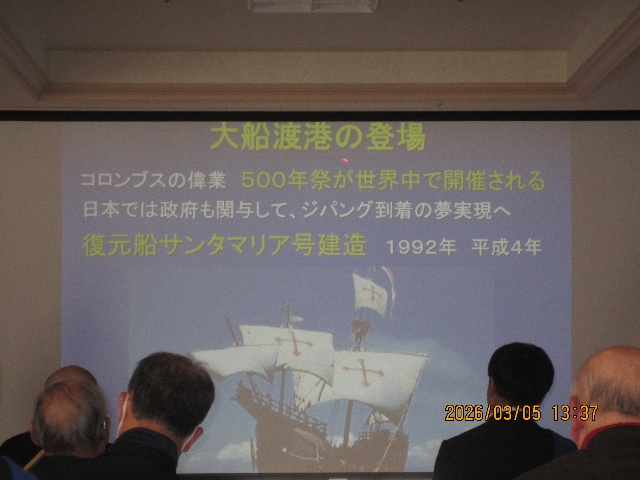 大船渡港の登場
コロンブスの偉業 500年祭が世界中で開催される
日本では政府も関与して、ジパング到着の夢実現へ
復元船サンタマリア号建造 1992年 平成4年
2026/03/05 13:37